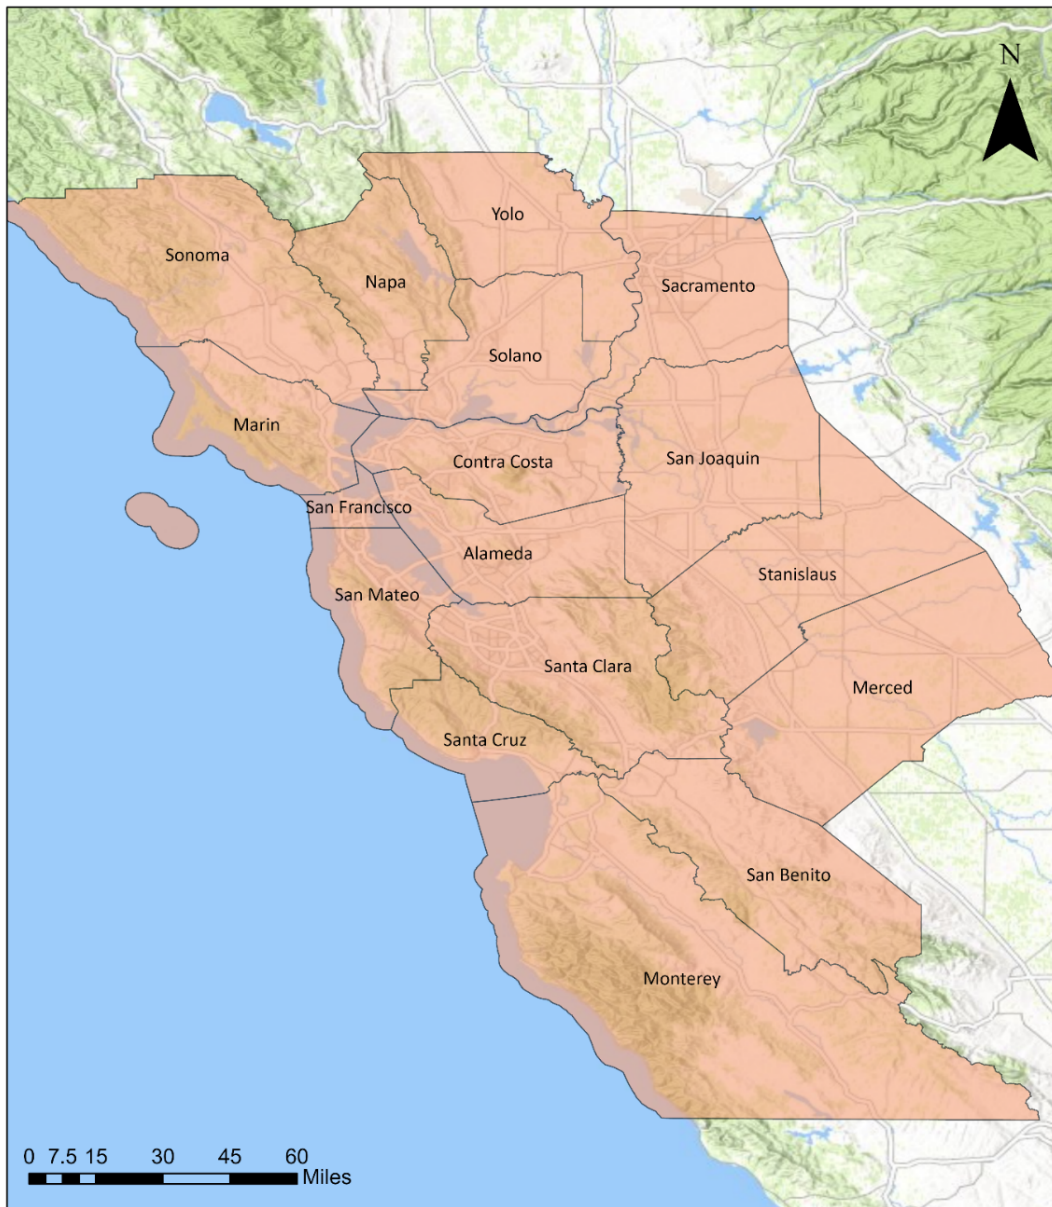 N
Yolo
Sonoma
Napa
Sacramento
Solano
Marin
Contra Costa
San Joaquin
San Francisco
Alameda
Stanislaus
San Mateo
Santa Clara
Merced
Santa Cruz
San Benito
Monterey
0 7.5 15 30 45 60
Miles